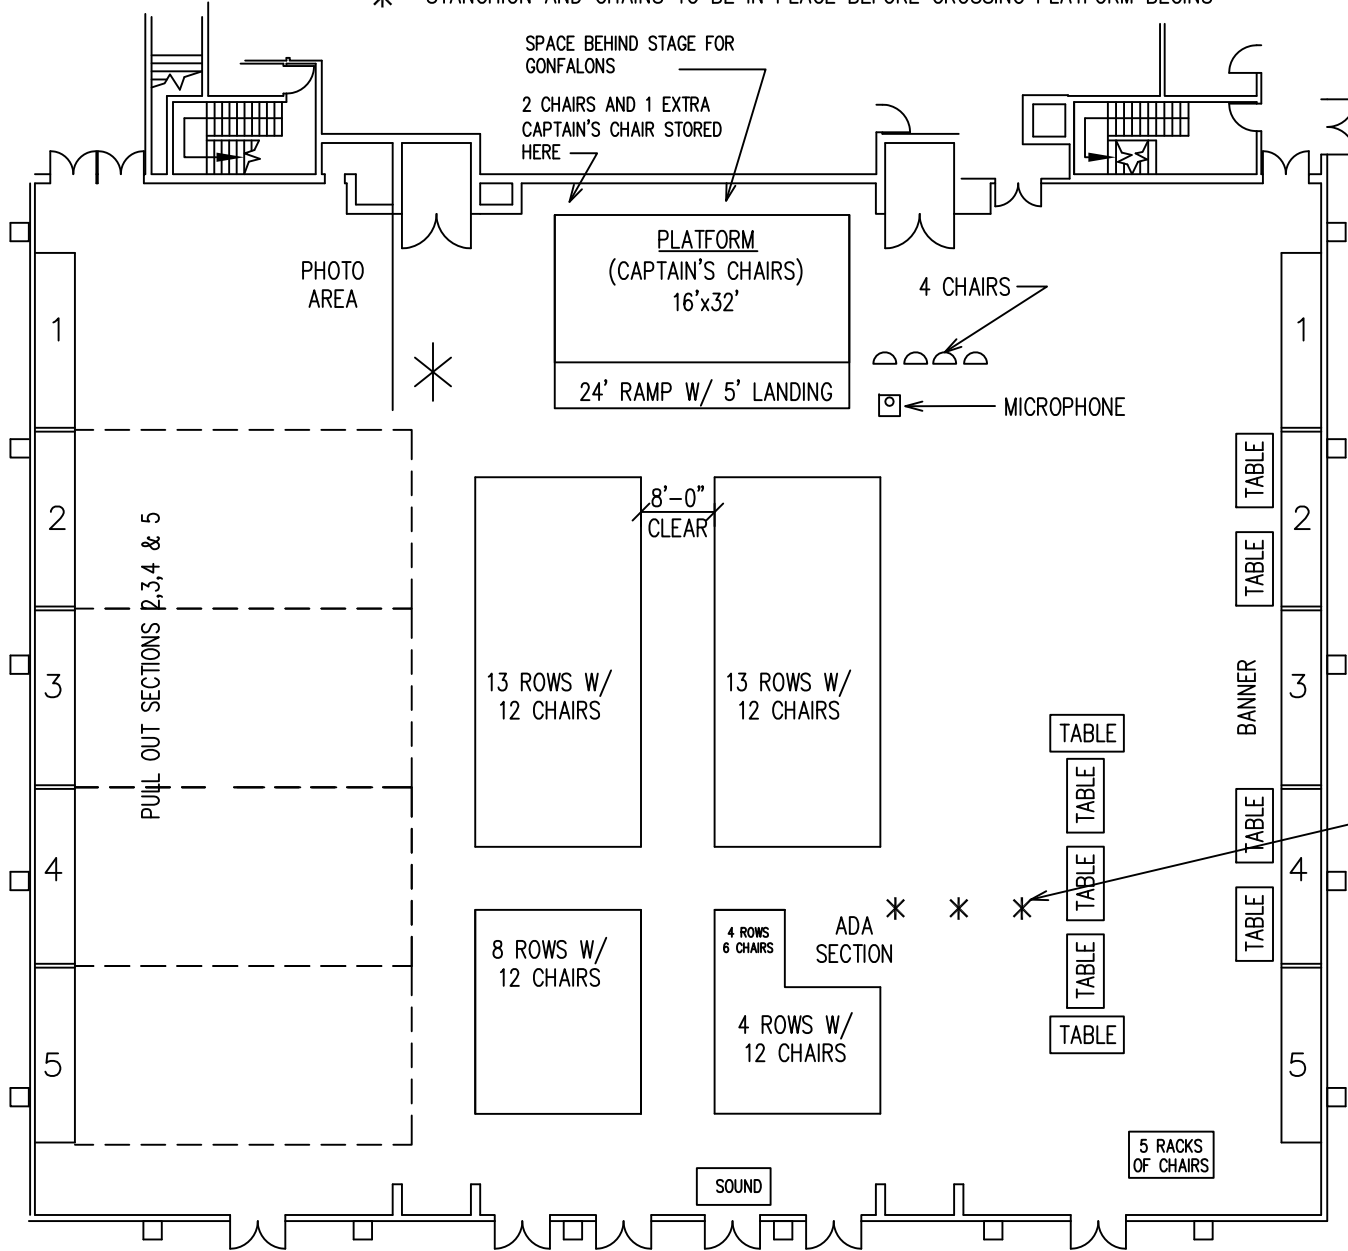 * STANCHION AND CHAINS TO BE IN PLACE BEFORE CROSSING PLATFORM BEGINS
SPACE BEHIND STAGE FOR
GONFALONS
2 CHAIRS AND 1 EXTRA
CAPTAIN'S CHAIR STORED
HERE
PLATFORM
(CAPTAIN'S CHAIRS)
16'x32'
24' RAMP W/ 5' LANDING
PHOTO
AREA
4 CHAIRS
MICROPHONE
1
2
3
4
5
PULL OUT SECTIONS 2,3,4 & 5
8'-0"
CLEAR
13 ROWS W/
12 CHAIRS
13 ROWS W/
12 CHAIRS
8 ROWS W/
12 CHAIRS
4 ROWS
6 CHAIRS
4 ROWS W/
12 CHAIRS
ADA
SECTION
TABLE
TABLE
TABLE
TABLE
TABLE
TABLE
TABLE
BANNER
TABLE
TABLE
1
2
3
4
5
5 RACKS
OF CHAIRS
SOUND